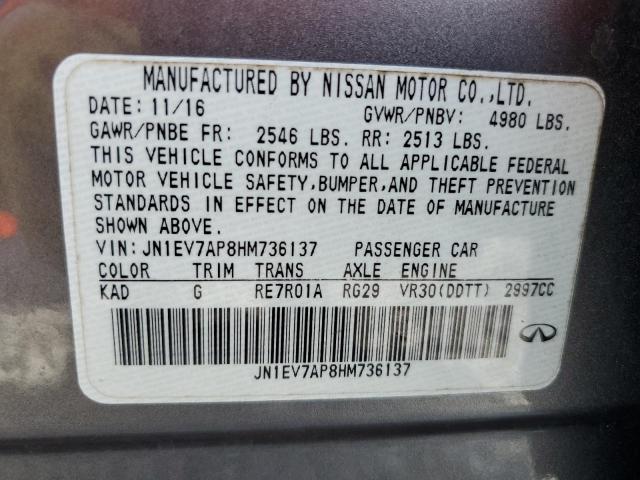 MANUFACTURED BY NISSAN MOTOR CO.,LTD.
DATE: 11/16 GVWR/PNBV: 4980 LBS.
GAWR/PNBE FR: 2546 LBS. RR: 2513 LBS.
THIS VEHICLE CONFORMS TO ALL APPLICABLE FEDERAL
MOTOR VEHICLE SAFETY,BUMPER,AND THEFT PREVENTION
STANDARDS IN EFFECT ON THE DATE OF MANUFACTURE
SHOWN ABOVE.
VIN:JN1EV7AP8HM736137 PASSENGER CAR
COLOR TRIM TRANS AXLE ENGINE
KAD G RE7R01A RG29 VR30(DDTT) 2997CC
JN1EV7AP8HM736137